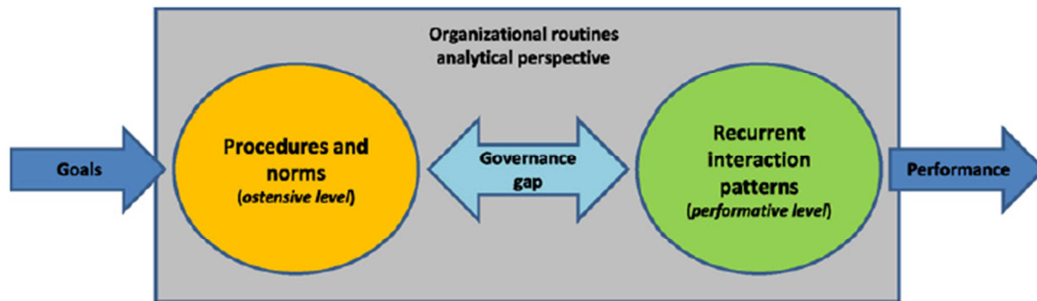 Organizational routines
analytical perspective
Goals
Procedures and
norms
(ostensive level)
Governance
gap
Recurrent
interaction
patterns
(performative level)
Performance